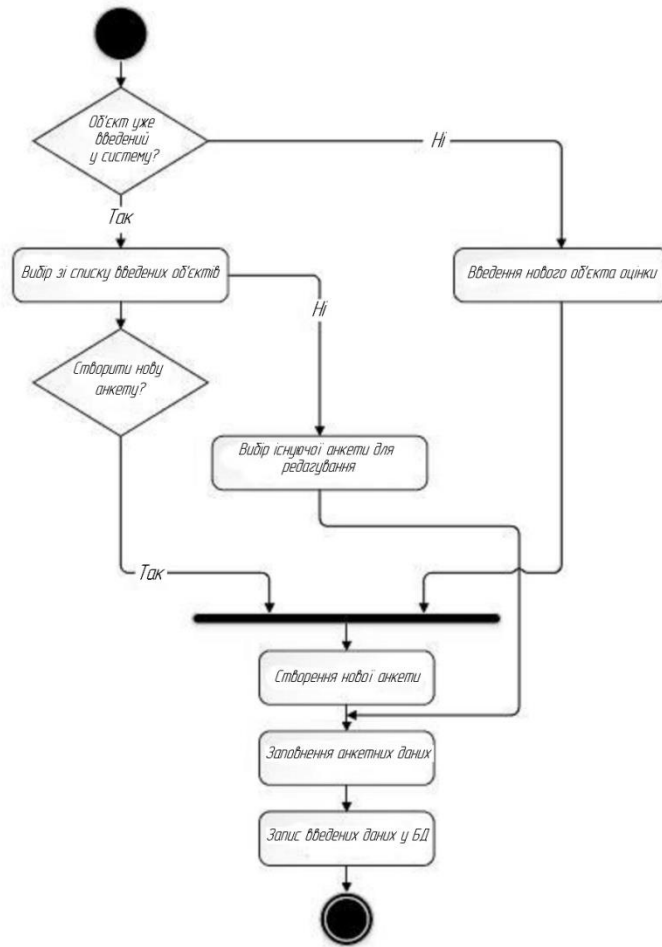 Об'єкт уже
введений
у систему?
Ні
Так
Вибір зі списку введених об'єктів
Введення нового об'єкта оцінки
Ні
Створити нову
анкету?
Вибір існуючої анкети для
редагування
Так
Створення нової анкети
Заповнення анкетних даних
Запис введених даних у БД